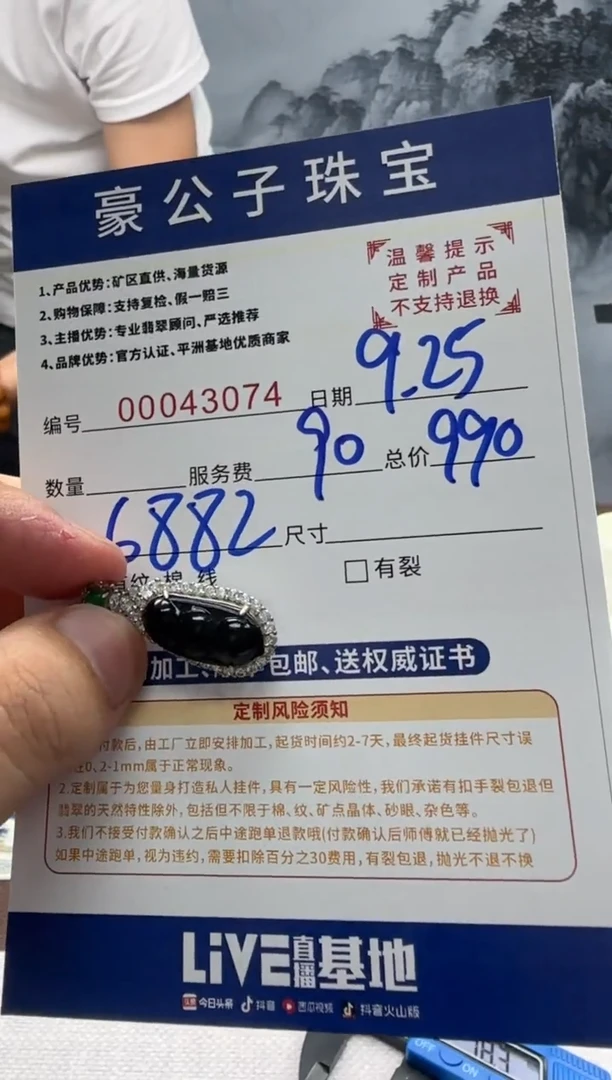 豪公子珠宝
1、产品优势：矿区直供、海量货源
2、购物保障：支持复检、假一赔三
3、主播优势：专业翡翠顾问、严选推荐
4、品牌优势：官方认证、平洲基地优质商家
温馨提示
定制产品
不支持退换
编号 00043074 日期 9.25
数量 服务费 90 总价 990
6882 尺寸
纹、棉、线 □有裂
加工、 包邮、送权威证书
定制风险须知
付款后，由工厂立即安排加工，起货时间约2-7天，最终起货挂件尺寸误
0.2-1mm属于正常现象。
2.定制属于为您量身打造私人挂件，具有一定风险性，我们承诺有扣手裂包退但
翡翠的天然特性除外，包括但不限于棉、纹、矿点晶体、砂眼、杂色等。
3.我们不接受付款确认之后中途跑单退款哦(付款确认后师傅就已经抛光了)
如果中途跑单，视为违约，需要扣除百分之30费用，有裂包退，抛光不退不换
LiVE直播基地
头条 今日头条 抖音 西瓜视频 抖音火山版
OFF ON